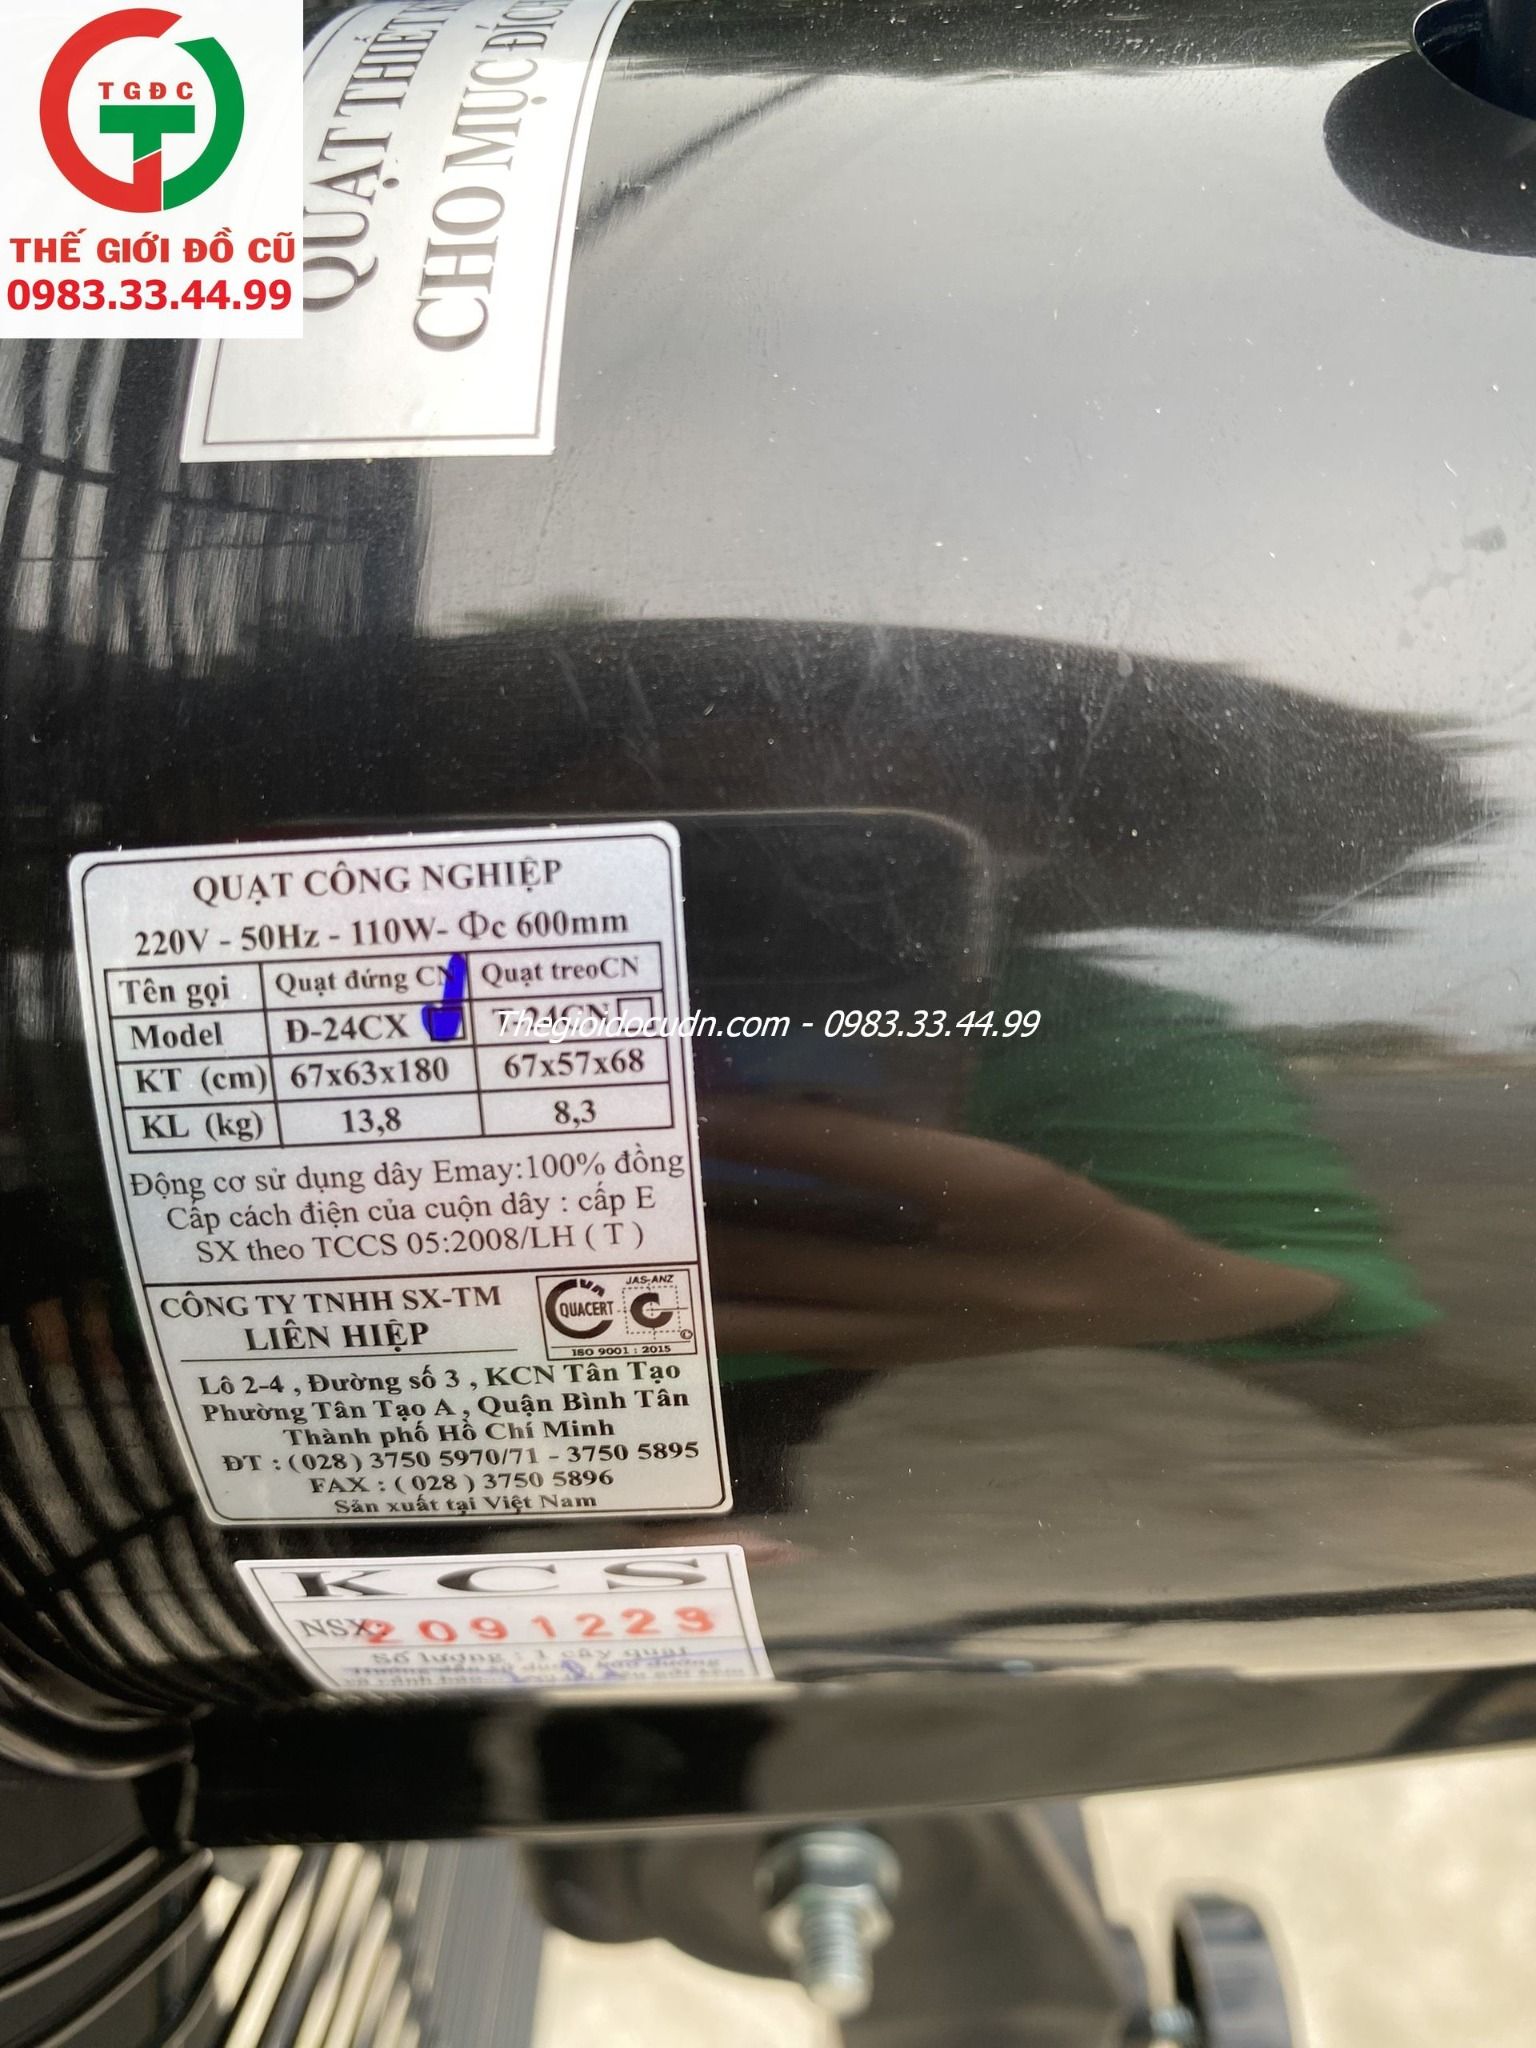 TGĐC
THẾ GIỚI ĐỒ CŨ
0983.33.44.99
QUẠT THIẾT
CHO MỤC ĐÍCH
QUẠT CÔNG NGHIỆP
220V - 50Hz - 110W- Φc 600mm
Tên gọi Quạt đứng CN Quạt treoCN
Model Đ-24CX 24CN
Thegioidocudn.com - 0983.33.44.99
KT (cm) 67x63x180 67x57x68
KL (kg) 13,8 8,3
Động cơ sử dụng dây Emay:100% đồng
Cấp cách điện của cuộn dây : cấp E
SX theo TCCS 05:2008/LH ( T )
CÔNG TY TNHH SX-TM
LIÊN HIỆP
QUACERT
JAS-ANZ
ISO 9001 : 2015
Lô 2-4 , Đường số 3 , KCN Tân Tạo
Phường Tân Tạo A , Quận Bình Tân
Thành phố Hồ Chí Minh
ĐT : (028) 3750 5970/71 - 3750 5895
FAX : ( 028 ) 3750 5896
Sản xuất tại Việt Nam
KCS
NSX: 2091223
Số lượng : 1 cây quạt